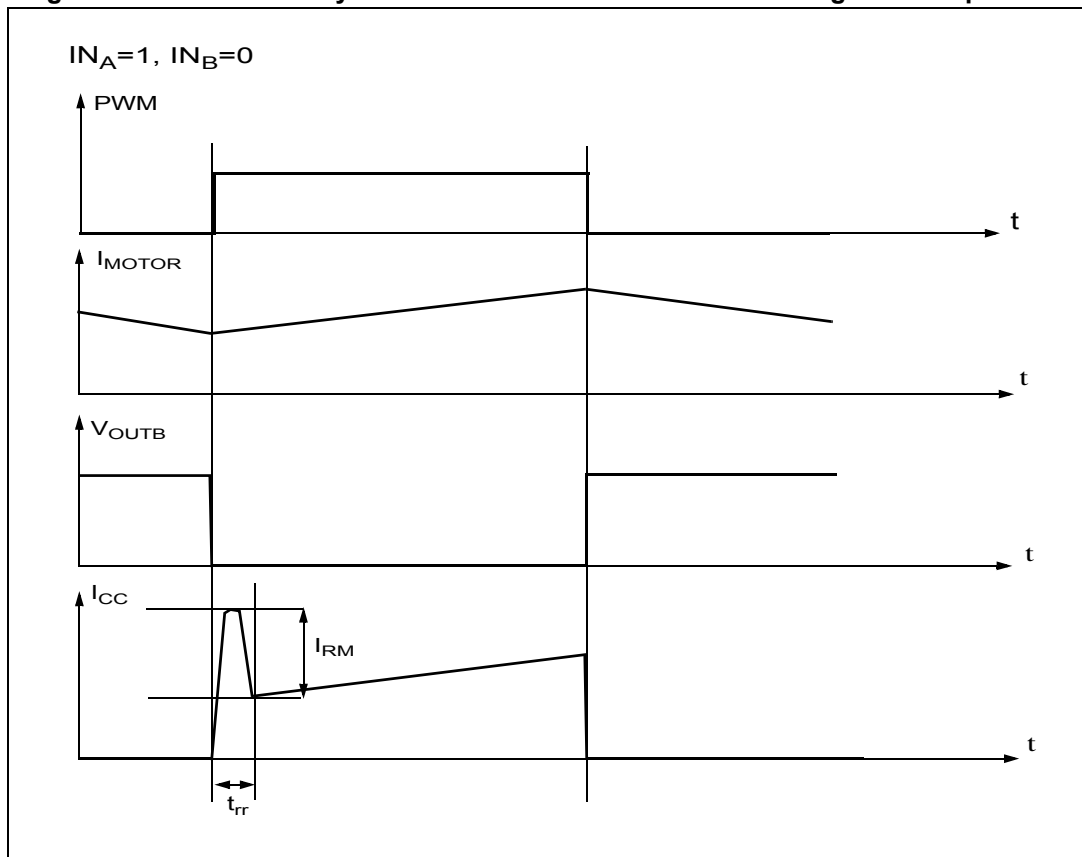 IN_A=1, IN_B=0
PWM
t
I_MOTOR
t
V_OUTB
t
I_CC
I_RM
t
t_rr